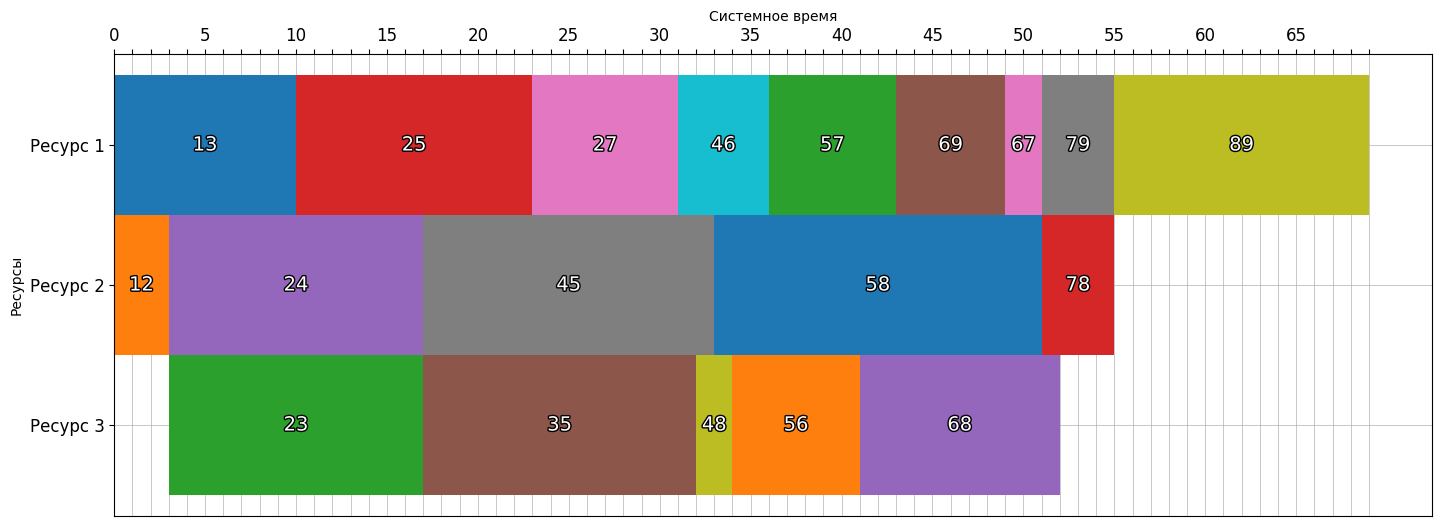 Системное время
0 5 10 15 20 25 30 35 40 45 50 55 60 65
Ресурс 1 13 25 27 46 57 69 67 79 89
Ресурс 2 12 24 45 58 78
Ресурс 3 23 35 48 56 68
Ресурсы